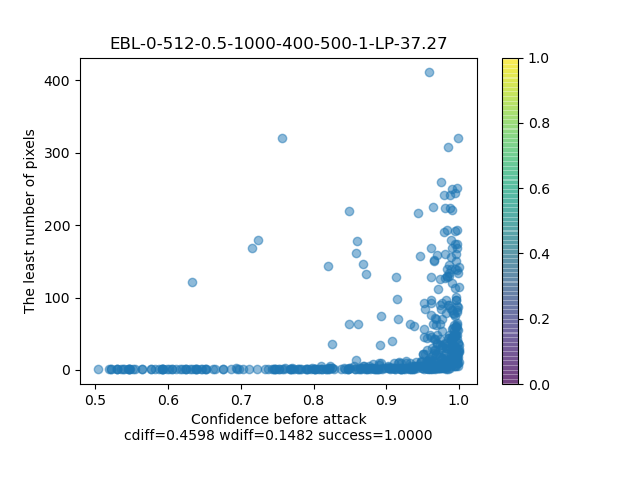 EBL-0-512-0.5-1000-400-500-1-LP-37.27
The least number of pixels
400
300
200
100
0
0.5 0.6 0.7 0.8 0.9 1.0
Confidence before attack
cdiff=0.4598 wdiff=0.1482 success=1.0000
1.0
0.8
0.6
0.4
0.2
0.0